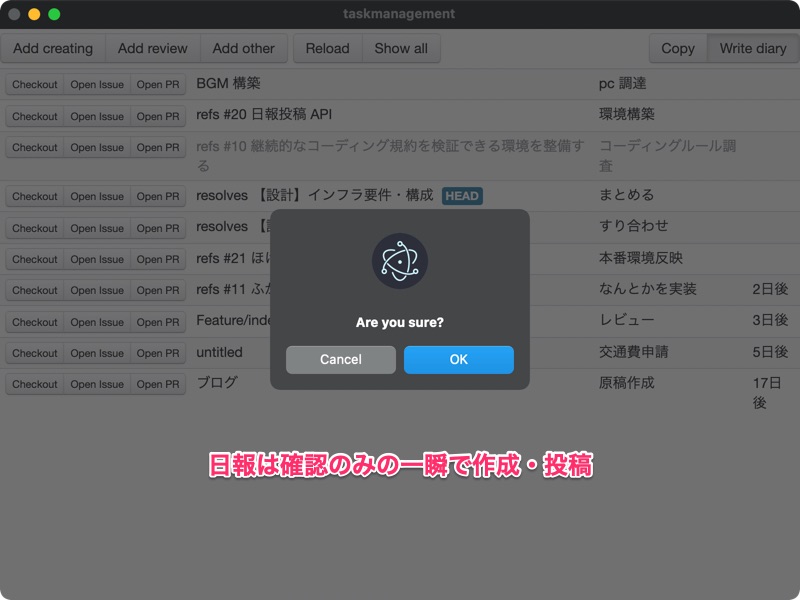 taskmanagement
Add creating Add review Add other Reload Show all Copy Write diary
Checkout Open Issue Open PR BGM 構築 pc 調達
Checkout Open Issue Open PR refs #20 日報投稿 API 環境構築
Checkout Open Issue Open PR refs #10 継続的なコーディング規約を検証できる環境を整備す コーディングルール調
る 査
Checkout Open Issue Open PR resolves 【設計】インフラ要件・構成 HEAD まとめる
Checkout Open Issue Open PR resolves すり合わせ
Checkout Open Issue Open PR refs #21 ほ 本番環境反映
Checkout Open Issue Open PR refs #11 ふ なんとかを実装 2日後
Checkout Open Issue Open PR Feature/inde レビュー 3日後
Checkout Open Issue Open PR untitled 交通費申請 5日後
Checkout Open Issue Open PR ブログ 原稿作成 17日
後
Are you sure?
Cancel OK
日報は確認のみの一瞬で作成・投稿